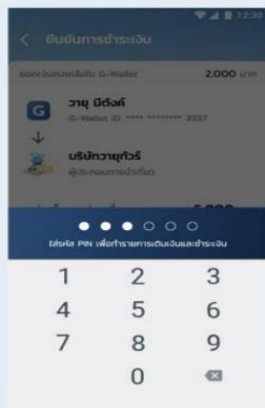 12:30
ยืนยันการชำระเงิน
ยอดเงินคงเหลือใน G-Wallet 2,000 บาท
G วายุ มีตังค์
G-Wallet ID **** ******** 3937
บริษัทวายุทัวร์
ผู้ประกอบการนำเที่ยว
5,000
ใส่รหัส PIN เพื่อทำรายการเติมเงินและชำระเงิน
1 2 3
4 5 6
7 8 9
0